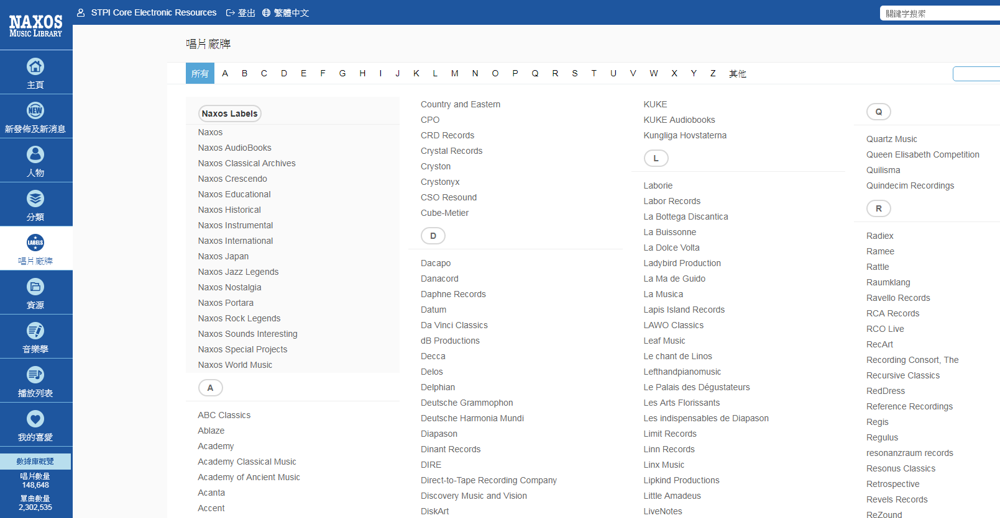 NAXOS
MUSIC LIBRARY
STPI Core Electronic Resources 登出 繁體中文
關鍵字搜索
主頁
新發佈及新消息
人物
分類
LABELS
唱片廠牌
資源
音樂學
播放列表
我的喜愛
數據庫概覽
唱片數量
148,648
單曲數量
2,302,535
唱片廠牌
所有 A B C D E F G H I J K L M N O P Q R S T U V W X Y Z 其他
Naxos Labels
Naxos
Naxos AudioBooks
Naxos Classical Archives
Naxos Crescendo
Naxos Educational
Naxos Historical
Naxos Instrumental
Naxos International
Naxos Japan
Naxos Jazz Legends
Naxos Nostalgia
Naxos Portara
Naxos Rock Legends
Naxos Sounds Interesting
Naxos Special Projects
Naxos World Music
A
ABC Classics
Ablaze
Academy
Academy Classical Music
Academy of Ancient Music
Acanta
Accent
Country and Eastern
CPO
CRD Records
Crystal Records
Cryston
Crystonyx
CSO Resound
Cube-Metier
D
Dacapo
Danacord
Daphne Records
Datum
Da Vinci Classics
dB Productions
Decca
Delos
Delphian
Deutsche Grammophon
Deutsche Harmonia Mundi
Diapason
Dinant Records
DIRE
Direct-to-Tape Recording Company
Discovery Music and Vision
DiskArt
KUKE
KUKE Audiobooks
Kungliga Hovstaterna
L
Laborie
Labor Records
La Bottega Discantica
La Buissonne
La Dolce Volta
Ladybird Production
La Ma de Guido
La Musica
Lapis Island Records
LAWO Classics
Leaf Music
Le chant de Linos
Lefthandpianomusic
Le Palais des Dégustateurs
Les Arts Florissants
Les indispensables de Diapason
Limit Records
Linn Records
Linx Music
Lipkind Productions
Little Amadeus
LiveNotes
Q
Quartz Music
Queen Elisabeth Competition
Quilisma
Quindecim Recordings
R
Radiex
Ramee
Rattle
Raumklang
Ravello Records
RCA Records
RCO Live
RecArt
Recording Consort, The
Recursive Classics
RedDress
Reference Recordings
Regis
Regulus
resonanzraum records
Resonus Classics
Retrospective
Revels Records
ReZound
NEW